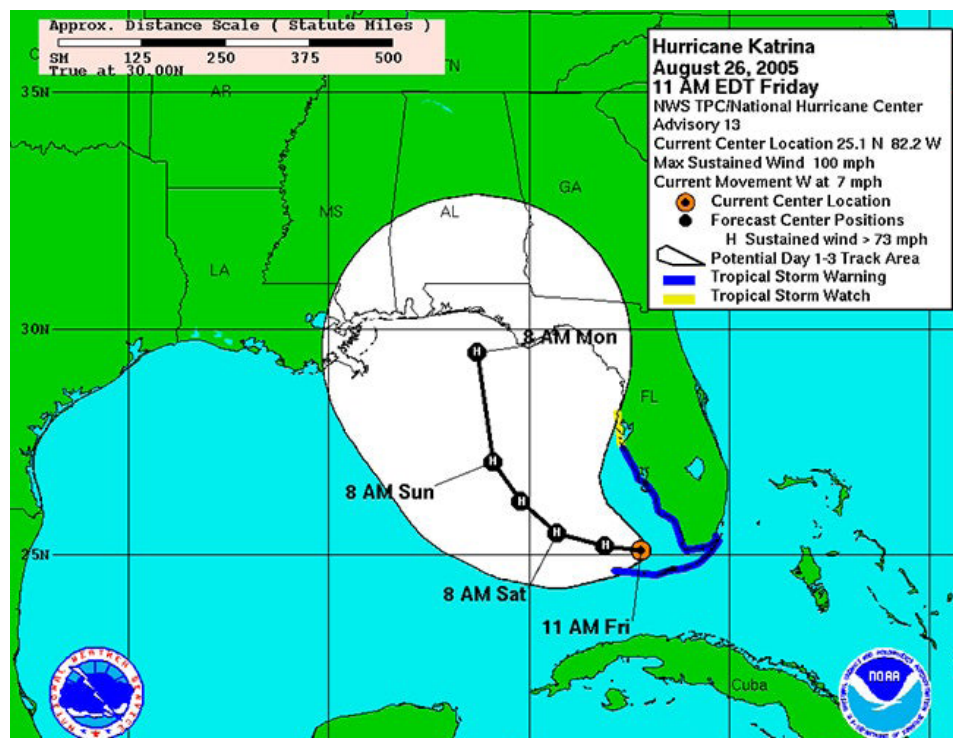 Approx. Distance Scale ( Statute Miles )
SM 125 250 375 500
True at 30.00N
Hurricane Katrina
August 26, 2005
11 AM EDT Friday
NWS TPC/National Hurricane Center
Advisory 13
Current Center Location 25.1 N 82.2 W
Max Sustained Wind 100 mph
Current Movement W at 7 mph
Current Center Location
Forecast Center Positions
H Sustained wind > 73 mph
Potential Day 1-3 Track Area
Tropical Storm Warning
Tropical Storm Watch
TN
35N
AR
GA
MS
AL
LA
30N
8 AM Mon
H
FL
H
8 AM Sun
H
H
H
25N
8 AM Sat
11 AM Fri
Cuba
NATIONAL WEATHER SERVICE
NOAA